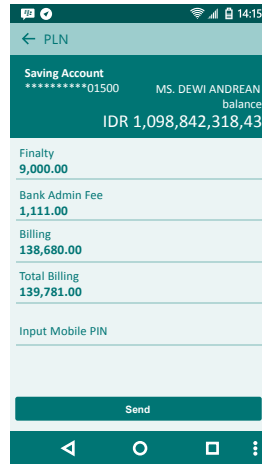 14:15
PLN
Saving Account
**********01500
MS. DEWI ANDREAN
balance
IDR 1,098,842,318,43
Finalty
9,000.00
Bank Admin Fee
1,111.00
Billing
138,680.00
Total Billing
139,781.00
Input Mobile PIN
Send